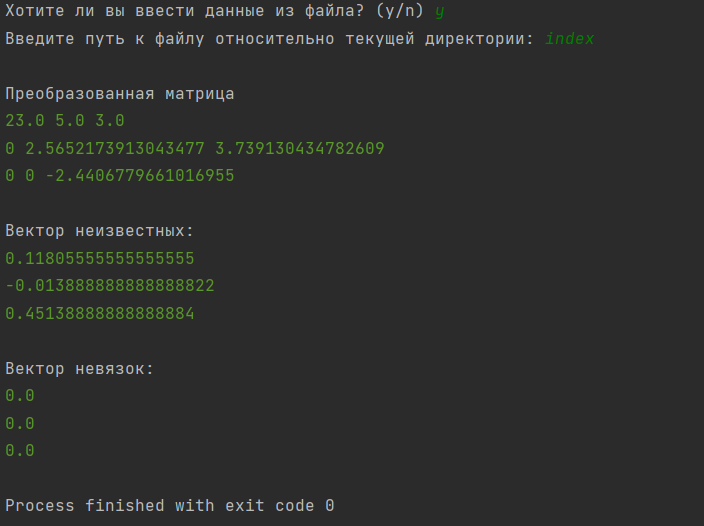 Хотите ли вы ввести данные из файла? (y/n) y
Введите путь к файлу относительно текущей директории: index
Преобразованная матрица
23.0 5.0 3.0
0 2.5652173913043477 3.739130434782609
0 0 -2.4406779661016955
Вектор неизвестных:
0.11805555555555555
-0.013888888888888822
0.45138888888888884
Вектор невязок:
0.0
0.0
0.0
Process finished with exit code 0